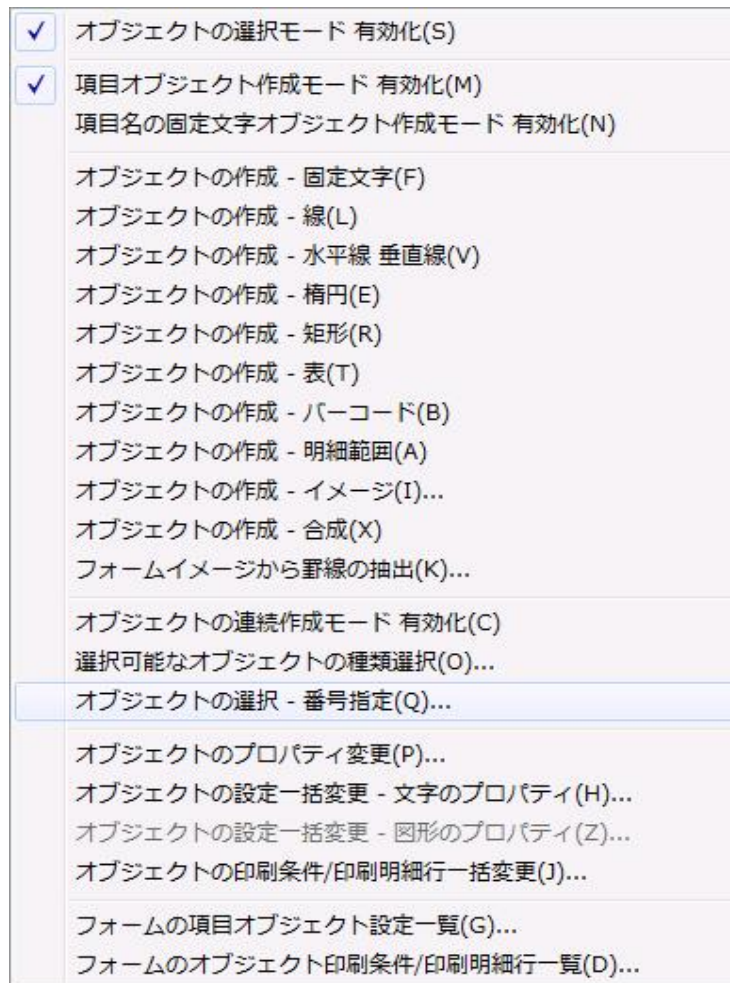 オブジェクトの選択モード 有効化(S)
項目オブジェクト作成モード 有効化(M)
項目名の固定文字オブジェクト作成モード 有効化(N)
オブジェクトの作成 - 固定文字(F)
オブジェクトの作成 - 線(L)
オブジェクトの作成 - 水平線 垂直線(V)
オブジェクトの作成 - 楕円(E)
オブジェクトの作成 - 矩形(R)
オブジェクトの作成 - 表(T)
オブジェクトの作成 - バーコード(B)
オブジェクトの作成 - 明細範囲(A)
オブジェクトの作成 - イメージ(I)...
オブジェクトの作成 - 合成(X)
フォームイメージから罫線の抽出(K)...
オブジェクトの連続作成モード 有効化(C)
選択可能なオブジェクトの種類選択(O)...
オブジェクトの選択 - 番号指定(Q)...
オブジェクトのプロパティ変更(P)...
オブジェクトの設定一括変更 - 文字のプロパティ(H)...
オブジェクトの設定一括変更 - 図形のプロパティ(Z)...
オブジェクトの印刷条件/印刷明細行一括変更(J)...
フォームの項目オブジェクト設定一覧(G)...
フォームのオブジェクト印刷条件/印刷明細行一覧(D)...